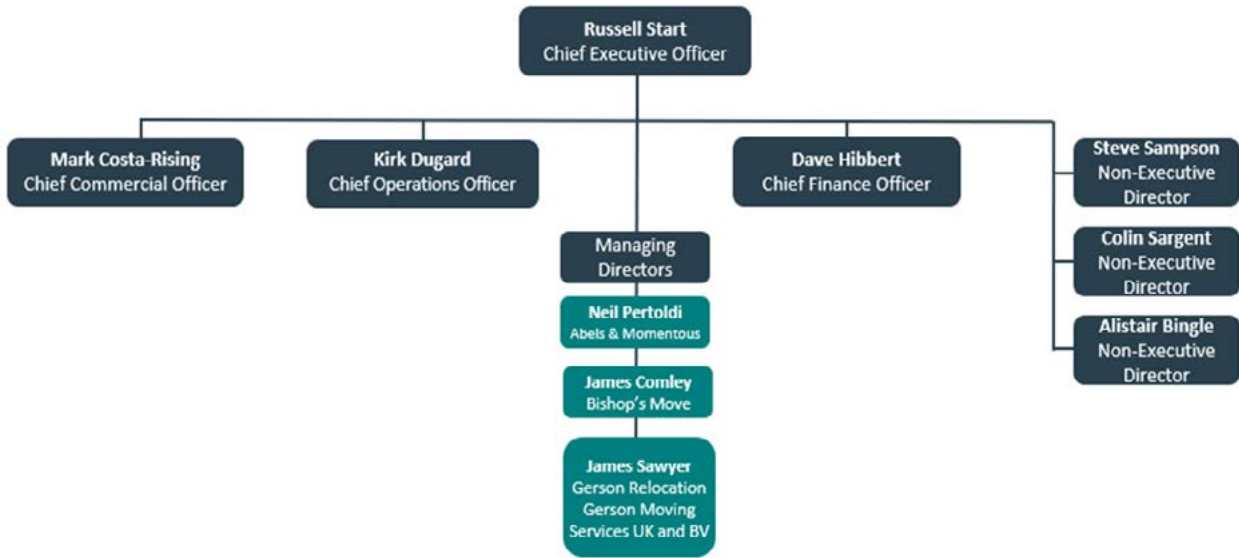 Russell Start
Chief Executive Officer
Mark Costa-Rising
Chief Commercial Officer
Kirk Dugard
Chief Operations Officer
Dave Hibbert
Chief Finance Officer
Steve Sampson
Non-Executive
Director
Colin Sargent
Non-Executive
Director
Alistair Bingle
Non-Executive
Director
Managing
Directors
Neil Pertoldi
Abels & Momentous
James Comley
Bishop's Move
James Sawyer
Gerson Relocation
Gerson Moving
Services UK and BV